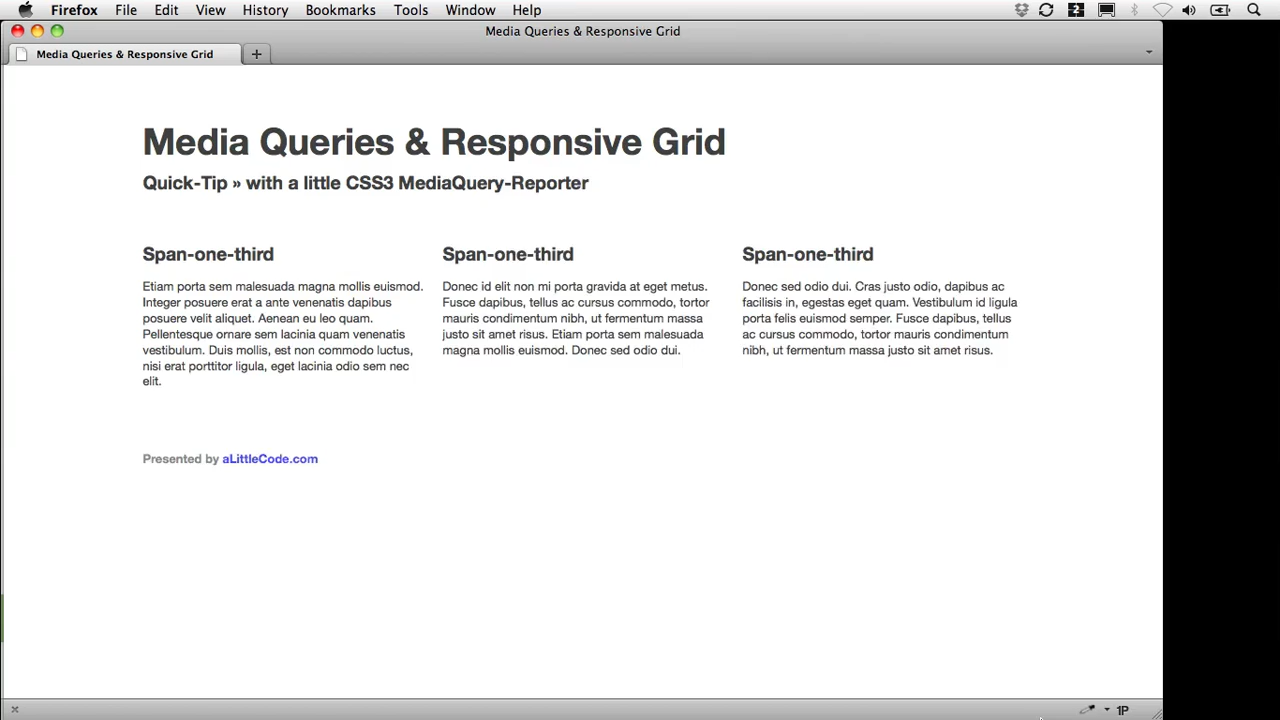 Firefox File Edit View History Bookmarks Tools Window Help
Media Queries & Responsive Grid
Media Queries & Responsive Grid
Media Queries & Responsive Grid
Quick-Tip » with a little CSS3 MediaQuery-Reporter
Span-one-third
Etiam porta sem malesuada magna mollis euismod.
Integer posuere erat a ante venenatis dapibus
posuere velit aliquet. Aenean eu leo quam.
Pellentesque ornare sem lacinia quam venenatis
vestibulum. Duis mollis, est non commodo luctus,
nisi erat porttitor ligula, eget lacinia odio sem nec
elit.
Span-one-third
Donec id elit non mi porta gravida at eget metus.
Fusce dapibus, tellus ac cursus commodo, tortor
mauris condimentum nibh, ut fermentum massa
justo sit amet risus. Etiam porta sem malesuada
magna mollis euismod. Donec sed odio dui.
Span-one-third
Donec sed odio dui. Cras justo odio, dapibus ac
facilisis in, egestas eget quam. Vestibulum id ligula
porta felis euismod semper. Fusce dapibus, tellus
ac cursus commodo, tortor mauris condimentum
nibh, ut fermentum massa justo sit amet risus.
Presented by aLittleCode.com
1P